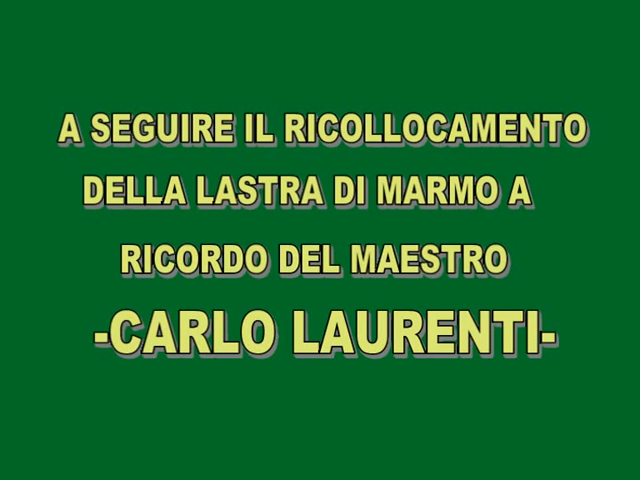 A SEGUIRE IL RICOLLOCAMENTO
DELLA LASTRA DI MARMO A
RICORDO DEL MAESTRO
-CARLO LAURENTI-